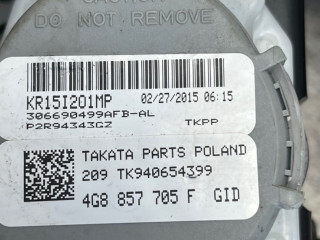 CAUTION
DO NOT REMOVE
KR15I201MP 02/27/2015 06:15
306690499AFB-AL
P2R94343GZ TKPP
TAKATA PARTS POLAND
209 TK940654399
4G8 857 705 F GID